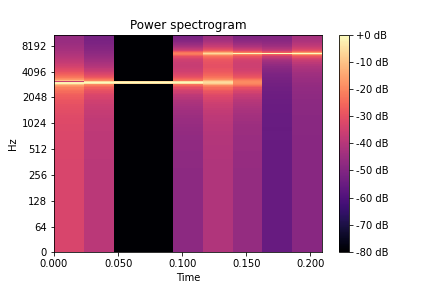 Power spectrogram
8192
4096
2048
1024
512
256
128
64
0
Hz
0.000 0.050 0.100 0.150 0.200
Time
+0 dB
-10 dB
-20 dB
-30 dB
-40 dB
-50 dB
-60 dB
-70 dB
-80 dB